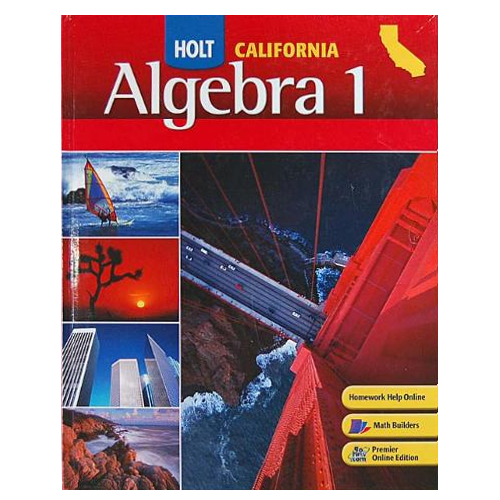 HOLT CALIFORNIA
Algebra 1
Homework Help Online
Math Builders
Premier
Online Edition